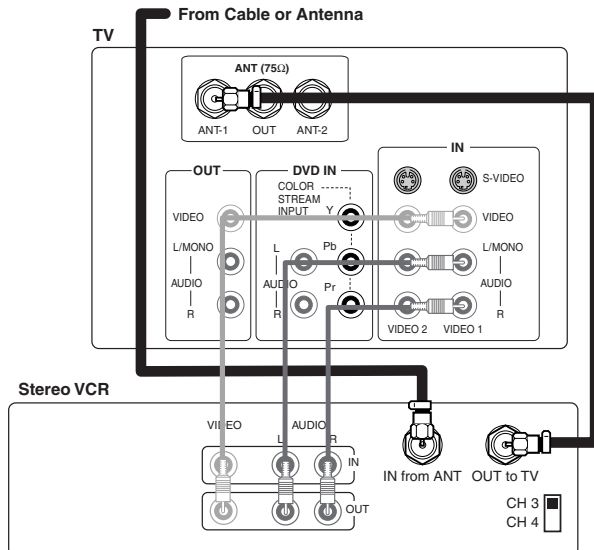 From Cable or Antenna
TV
ANT (75Ω)
ANT-1 OUT ANT-2
OUT
VIDEO
L/MONO
AUDIO
R
DVD IN
COLOR
STREAM
INPUT
Y
Pb
Pr
L
AUDIO
R
IN
S-VIDEO
VIDEO
L/MONO
AUDIO
R
VIDEO 2 VIDEO 1
Stereo VCR
VIDEO AUDIO
L R
IN
OUT
IN from ANT OUT to TV
CH 3
CH 4